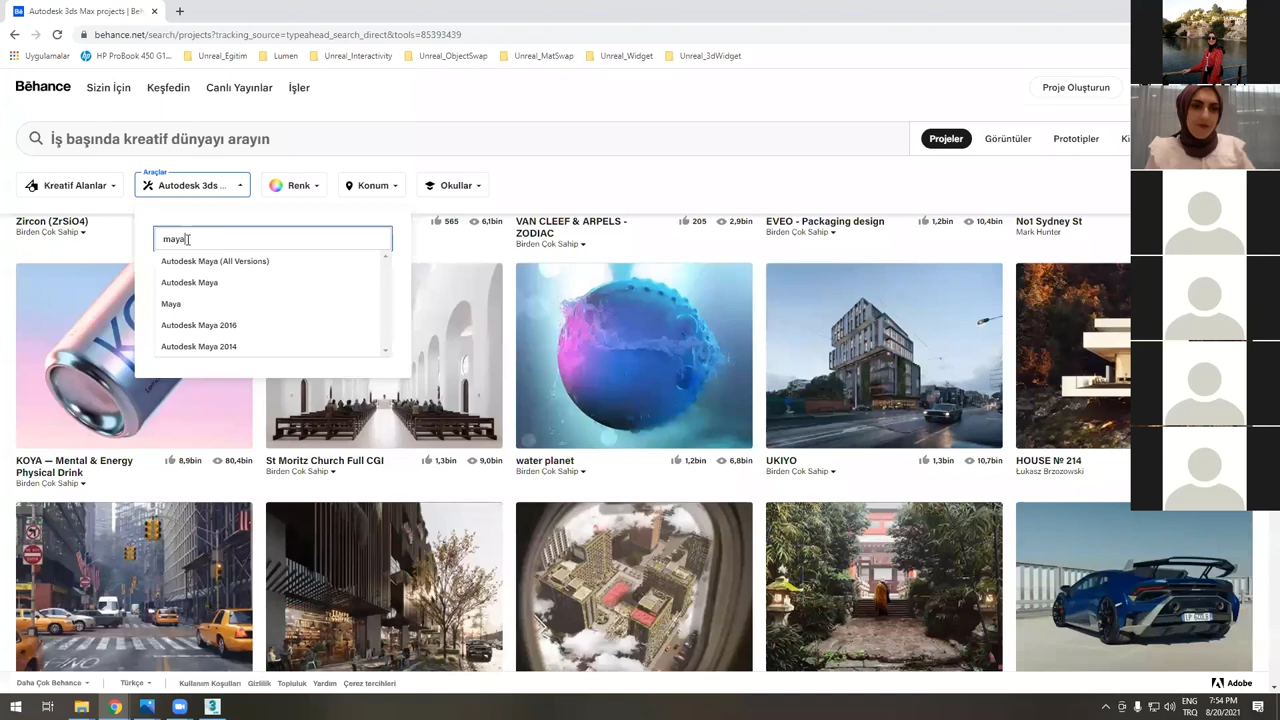 Autodesk 3ds Max projects | Beh
behance.net/search/projects?tracking_source=typeahead_search_direct&tools=85393439
Uygulamalar
HP ProBook 450 G1...
Unreal_Egitim
Lumen
Unreal_Interactivity
Unreal_ObjectSwap
Unreal_MatSwap
Unreal_Widget
Unreal_3dWidget
Bēhance
Sizin İçin
Keşfedin
Canlı Yayınlar
İşler
Proje Oluşturun
İş başında kreatif dünyayı arayın
Projeler
Görüntüler
Prototipler
Ki
Kreatif Alanlar
Araçlar
Autodesk 3ds ...
Renk
Konum
Okullar
maya
Autodesk Maya (All Versions)
Autodesk Maya
Maya
Autodesk Maya 2016
Autodesk Maya 2014
Zircon (ZrSiO4)
Birden Çok Sahip
565
6,1bin
VAN CLEEF & ARPELS -
ZODIAC
Birden Çok Sahip
205
2,9bin
EVEO - Packaging design
Birden Çok Sahip
1,2bin
10,4bin
No1 Sydney St
Mark Hunter
KOYA — Mental & Energy
Physical Drink
Birden Çok Sahip
8,9bin
80,4bin
St Moritz Church Full CGI
Birden Çok Sahip
1,3bin
9,0bin
water planet
Birden Çok Sahip
1,2bin
6,8bin
UKIYO
Birden Çok Sahip
1,3bin
10,7bin
HOUSE № 214
Łukasz Brzozowski
Daha Çok Behance
Türkçe
Kullanım Koşulları
Gizlilik
Topluluk
Yardım
Çerez tercihleri
Adobe
ENG
TRQ
7:54 PM
8/20/2021